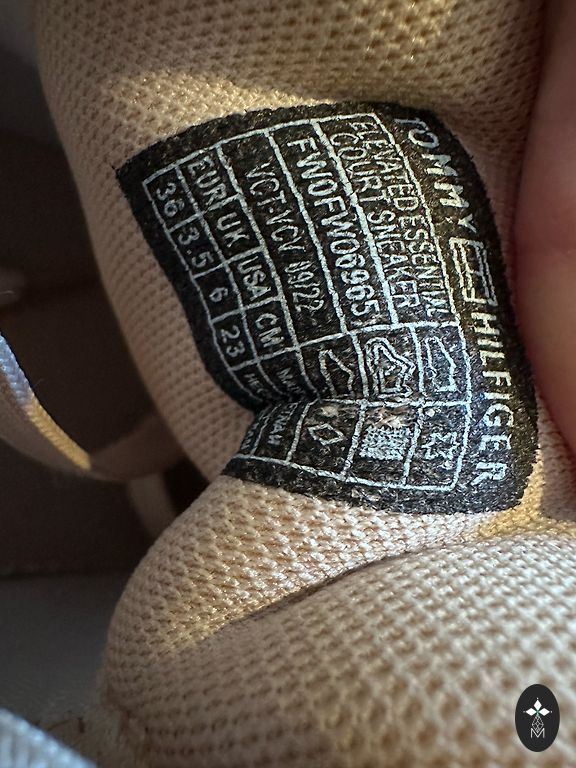 TOMMY HILFIGER
ELEVATED ESSENTIAL
COURT SNEAKER
FW0FW06965
VCT-VCV 09/22
EUR UK USA CM
36 3.5 6 23